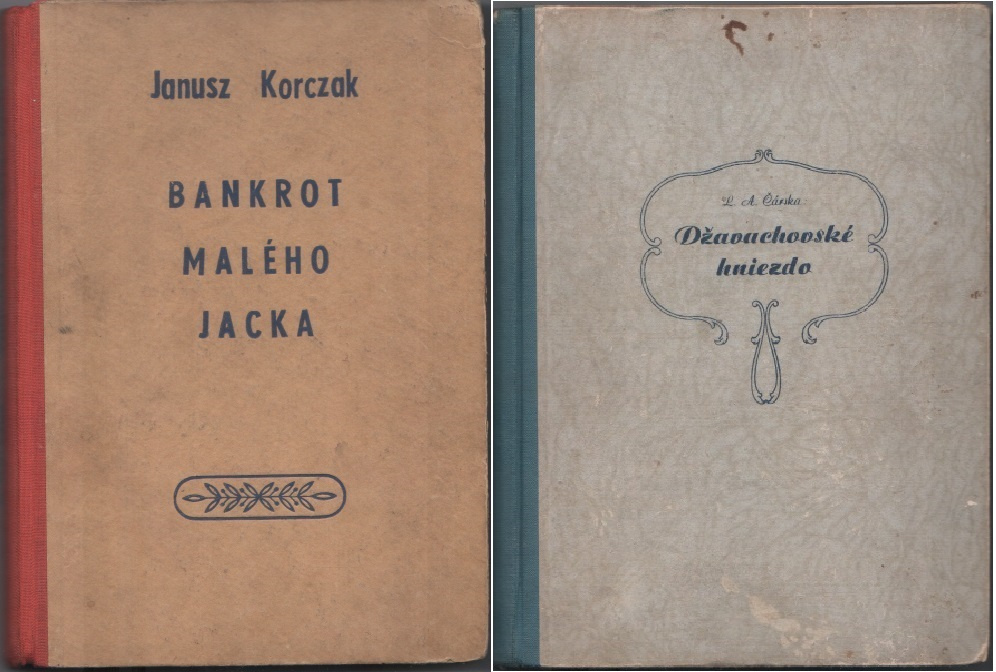 Janusz Korczak
BANKROT
MALÉHO
JACKA
L. A. Čárska
Džavachovské
hniezdo